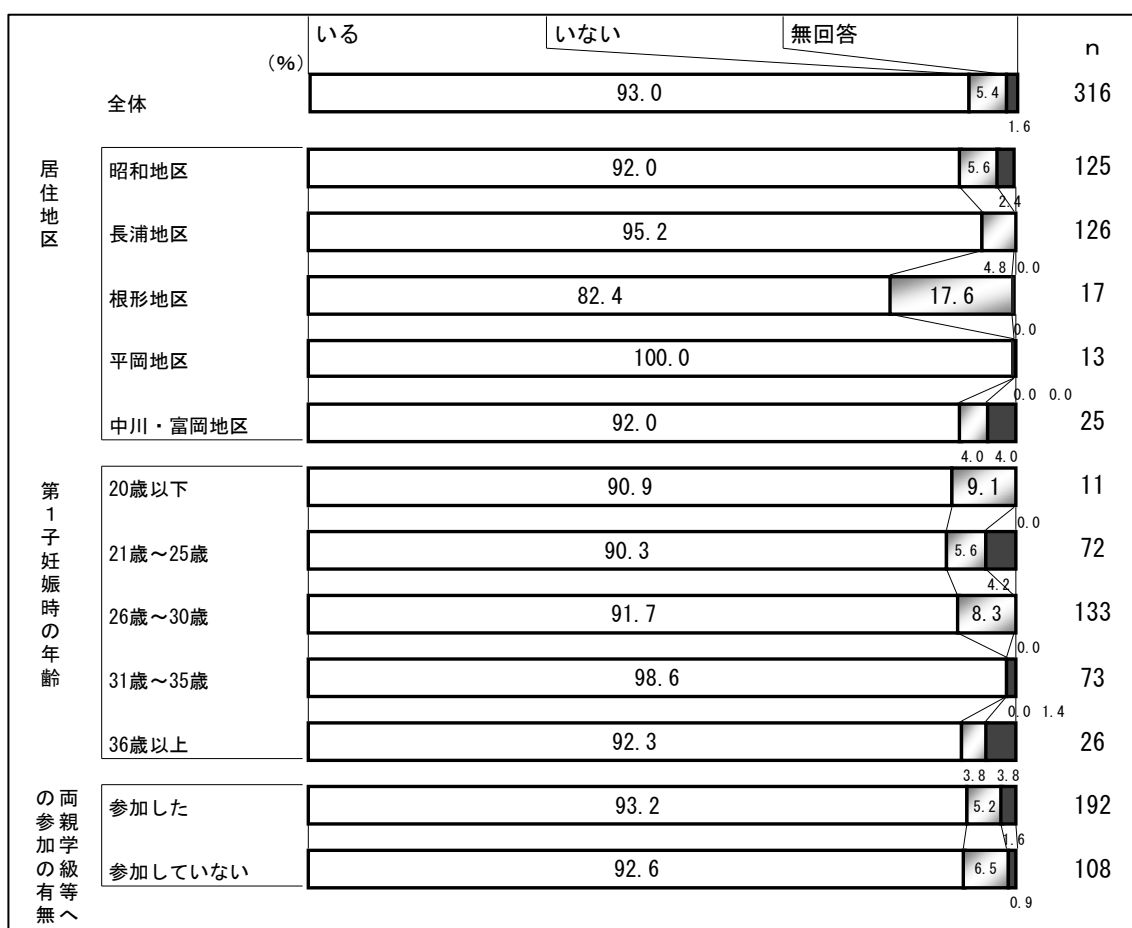 いる いない 無回答
(%) n
全体 93.0 5.4 316
1.6
居住地区
昭和地区 92.0 5.6 125
2.4
長浦地区 95.2 126
4.8 0.0
根形地区 82.4 17.6 17
0.0
平岡地区 100.0 13
0.0 0.0
中川・富岡地区 92.0 25
4.0 4.0
第1子妊娠時の年齢
20歳以下 90.9 9.1 11
0.0
21歳～25歳 90.3 5.6 72
4.2
26歳～30歳 91.7 8.3 133
0.0
31歳～35歳 98.6 73
0.0 1.4
36歳以上 92.3 26
3.8 3.8
両親学級等へ
の参加の有無
参加した 93.2 5.2 192
1.6
参加していない 92.6 6.5 108
0.9